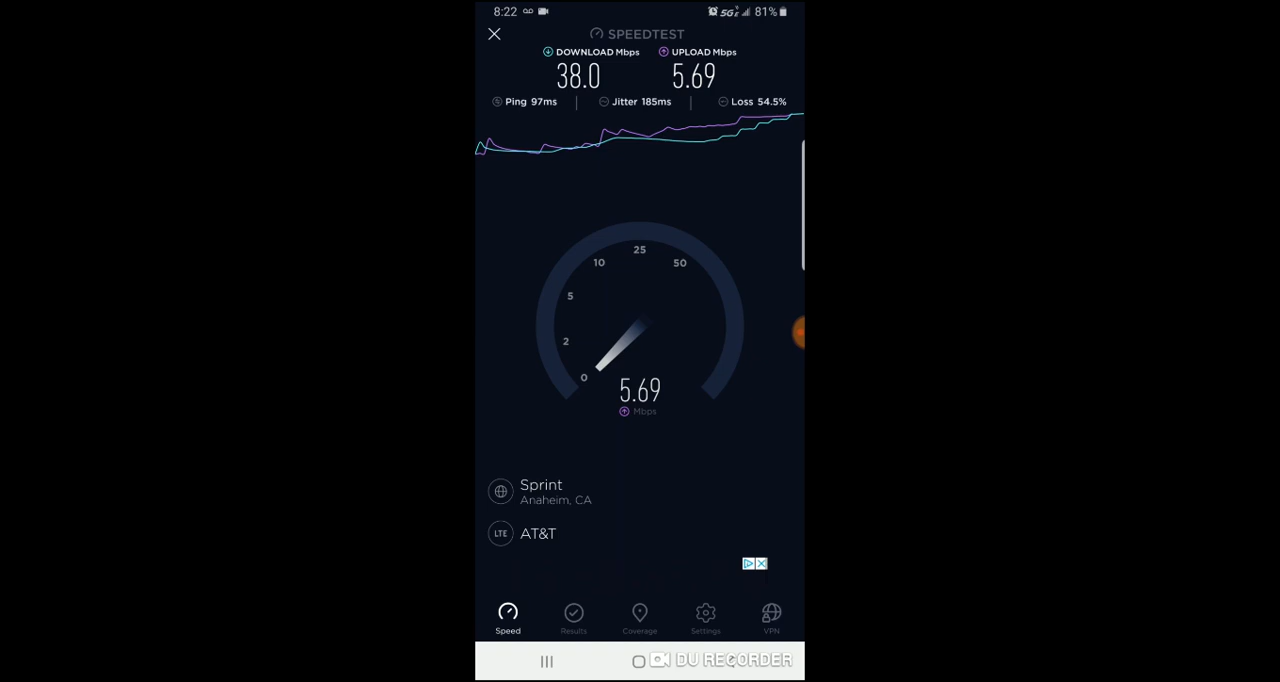 8:22 5GE 81%
SPEEDTEST
DOWNLOAD Mbps UPLOAD Mbps
38.0 5.69
Ping 97ms Jitter 185ms Loss 54.5%
25
10 50
5
2
0
5.69
Mbps
Sprint
Anaheim, CA
LTE AT&T
Speed Results Coverage Settings VPN
DU RECORDER